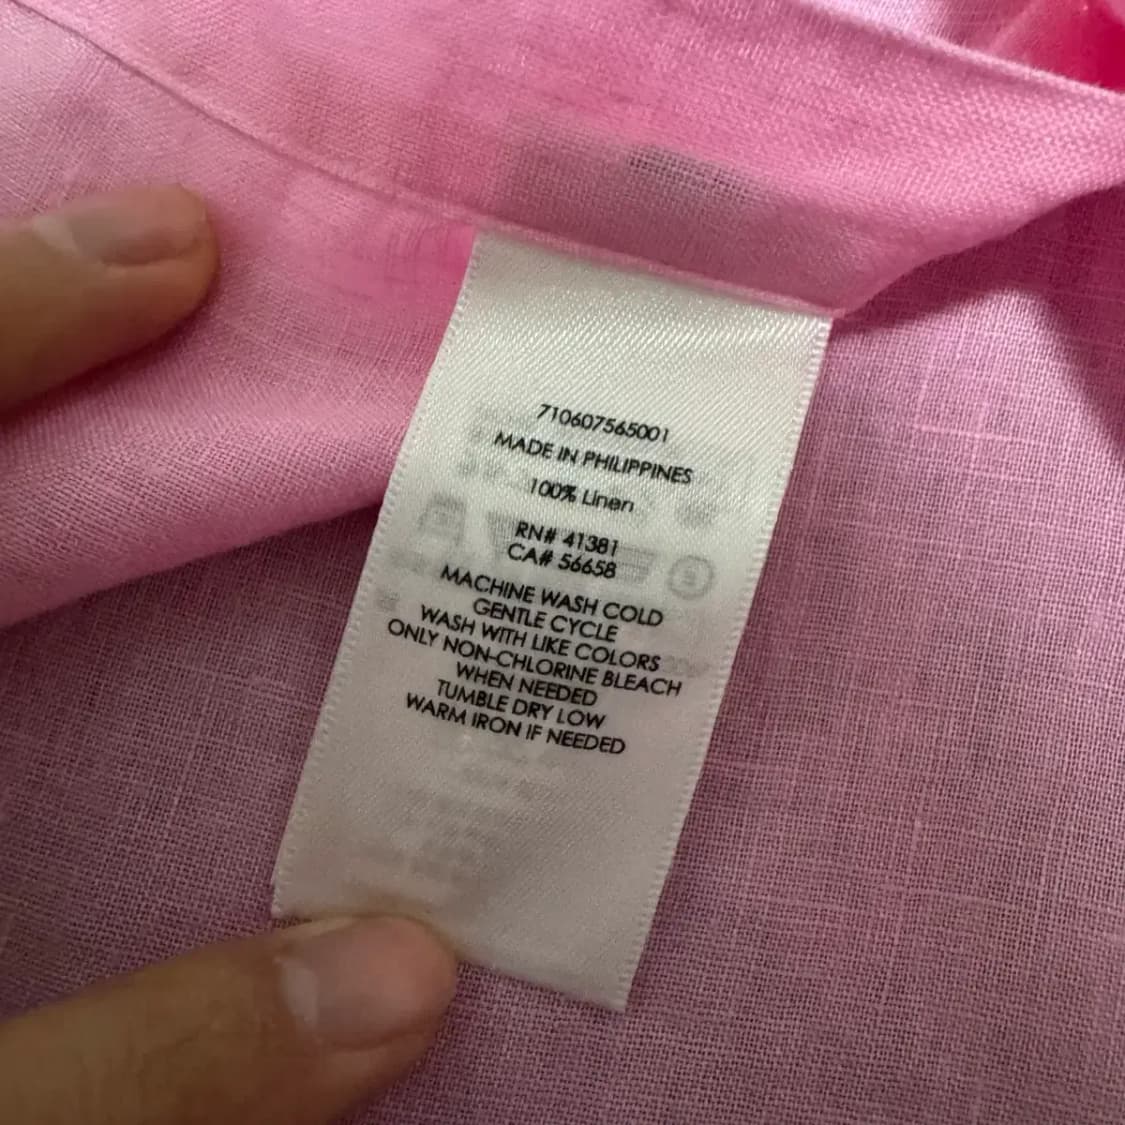 710607565001
MADE IN PHILIPPINES
100% Linen
RN# 41381
CA# 56658
MACHINE WASH COLD
GENTLE CYCLE
WASH WITH LIKE COLORS
ONLY NON-CHLORINE BLEACH
WHEN NEEDED
TUMBLE DRY LOW
WARM IRON IF NEEDED